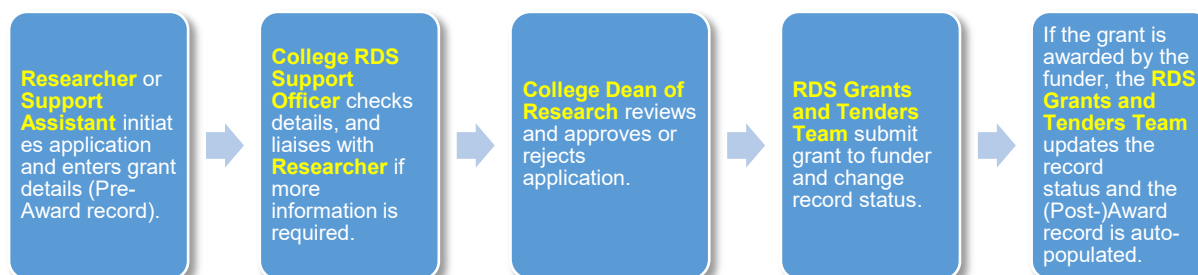 Researcher or
Support
Assistant initiat
es application
and enters grant
details (Pre-
Award record).
College RDS
Support
Officer checks
details, and
liaises with
Researcher if
more
information is
required.
College Dean of
Research reviews
and approves or
rejects
application.
RDS Grants
and Tenders
Team submit
grant to funder
and change
record status.
If the grant is
awarded by the
funder, the RDS
Grants and
Tenders Team
updates the
record
status and the
(Post-)Award
record is auto-
populated.